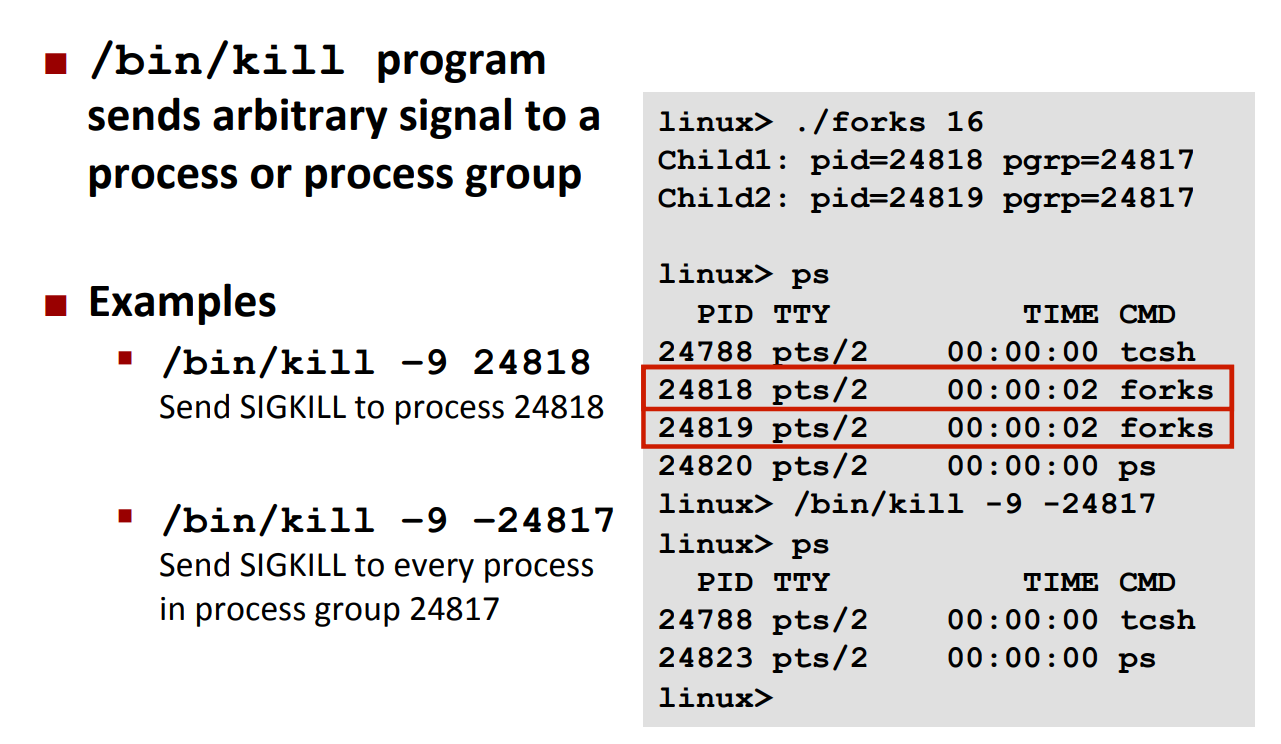 /bin/kill program
sends arbitrary signal to a
process or process group
Examples
/bin/kill –9 24818
Send SIGKILL to process 24818
/bin/kill –9 –24817
Send SIGKILL to every process
in process group 24817
linux> ./forks 16
Child1: pid=24818 pgrp=24817
Child2: pid=24819 pgrp=24817
linux> ps
PID TTY TIME CMD
24788 pts/2 00:00:00 tcsh
24818 pts/2 00:00:02 forks
24819 pts/2 00:00:02 forks
24820 pts/2 00:00:00 ps
linux> /bin/kill -9 -24817
linux> ps
PID TTY TIME CMD
24788 pts/2 00:00:00 tcsh
24823 pts/2 00:00:00 ps
linux>